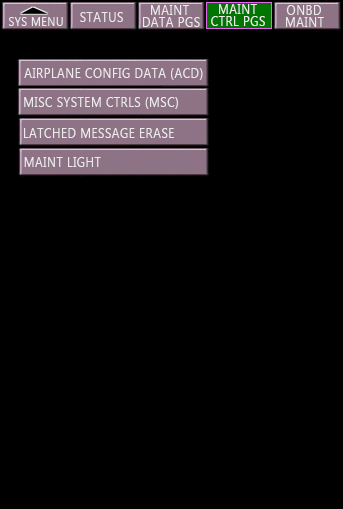 SYS MENU
STATUS
MAINT
DATA PGS
MAINT
CTRL PGS
ONBD
MAINT
AIRPLANE CONFIG DATA (ACD)
MISC SYSTEM CTRLS (MSC)
LATCHED MESSAGE ERASE
MAINT LIGHT